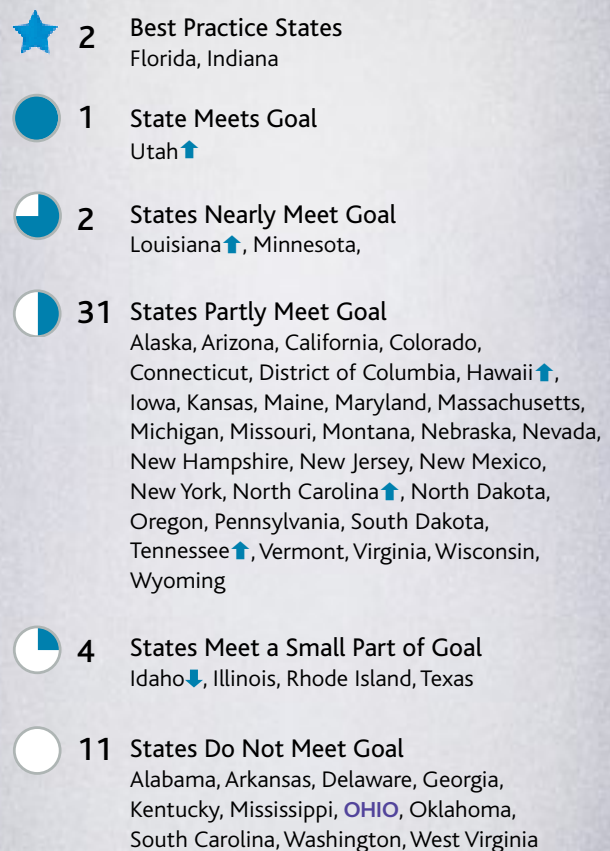 2 Best Practice States
Florida, Indiana
1 State Meets Goal
Utah⬆
2 States Nearly Meet Goal
Louisiana⬆, Minnesota,
31 States Partly Meet Goal
Alaska, Arizona, California, Colorado,
Connecticut, District of Columbia, Hawaii⬆,
Iowa, Kansas, Maine, Maryland, Massachusetts,
Michigan, Missouri, Montana, Nebraska, Nevada,
New Hampshire, New Jersey, New Mexico,
New York, North Carolina⬆, North Dakota,
Oregon, Pennsylvania, South Dakota,
Tennessee⬆, Vermont, Virginia, Wisconsin,
Wyoming
4 States Meet a Small Part of Goal
Idaho⬇, Illinois, Rhode Island, Texas
11 States Do Not Meet Goal
Alabama, Arkansas, Delaware, Georgia,
Kentucky, Mississippi, OHIO, Oklahoma,
South Carolina, Washington, West Virginia